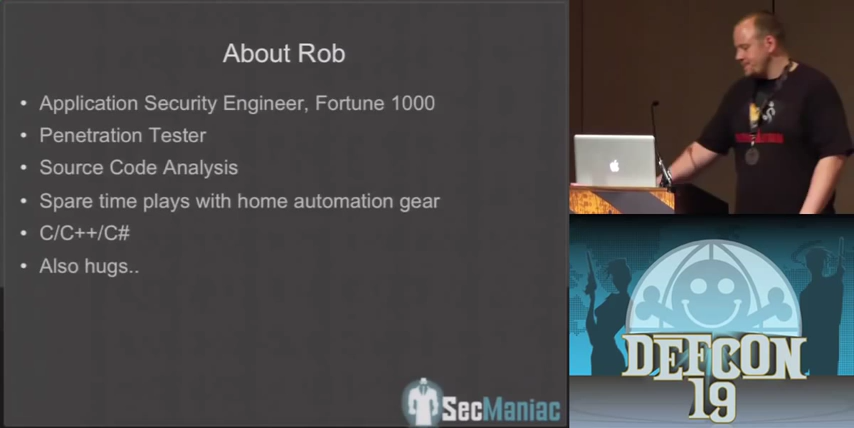 About Rob
• Application Security Engineer, Fortune 1000
• Penetration Tester
• Source Code Analysis
• Spare time plays with home automation gear
• C/C++/C#
• Also hugs..
SecManiac
DEFCON
19